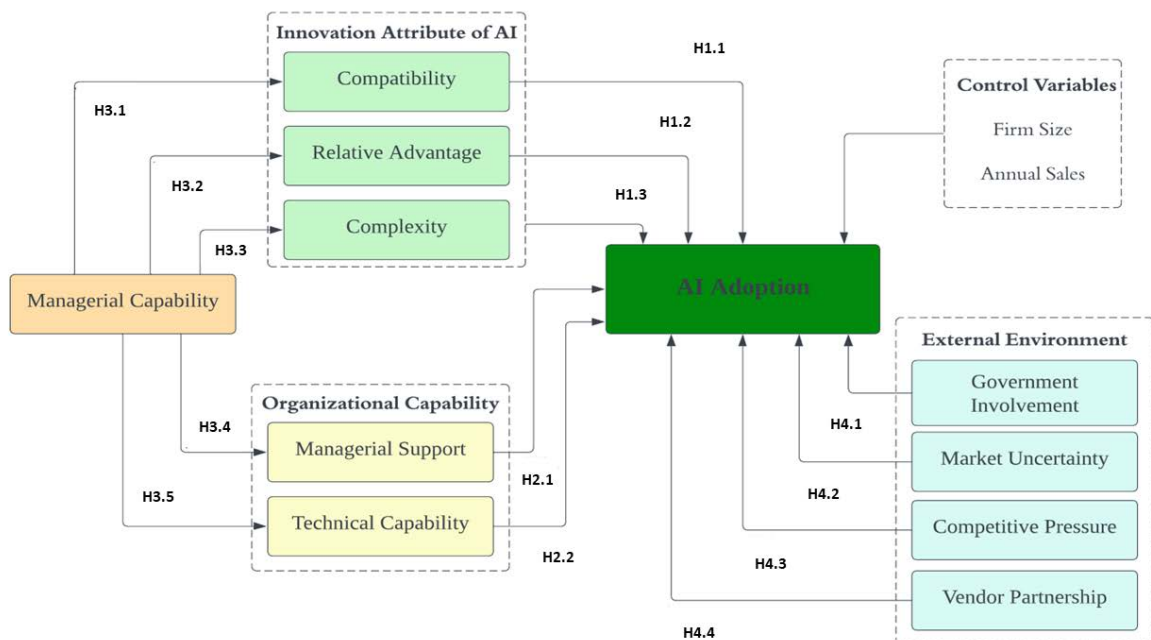 Innovation Attribute of AI
H1.1
Compatibility
Control Variables
H3.1
H1.2
Firm Size
Relative Advantage
Annual Sales
H3.2
H1.3
Complexity
H3.3
AI Adoption
Managerial Capability
External Environment
Government
Involvement
Organizational Capability
H3.4
H4.1
Managerial Support
Market Uncertainty
H2.1
H4.2
H3.5
Technical Capability
Competitive Pressure
H2.2
H4.3
Vendor Partnership
H4.4